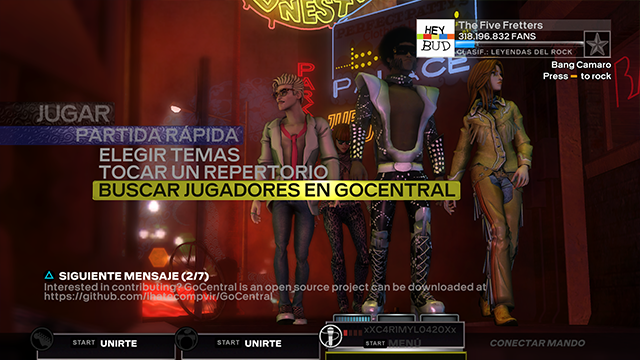 NEST
PALACE
HEY
BUD
The Five Fretters
318.196.832 FANS
CLASIF.: LEYENDAS DEL ROCK
Bang Camaro
Press to rock
JUGAR
PARTIDA RÁPIDA
ELEGIR TEMAS
TOCAR UN REPERTORIO
BUSCAR JUGADORES EN GOCENTRAL
SIGUIENTE MENSAJE (2/7)
Interested in contributing? GoCentral is an open source project can be downloaded at
https://github.com/ihatecompvir/GoCentral
START UNIRTE
START UNIRTE
xXC4R1MYL0420Xx
START MENÚ
CONECTAR MANDO